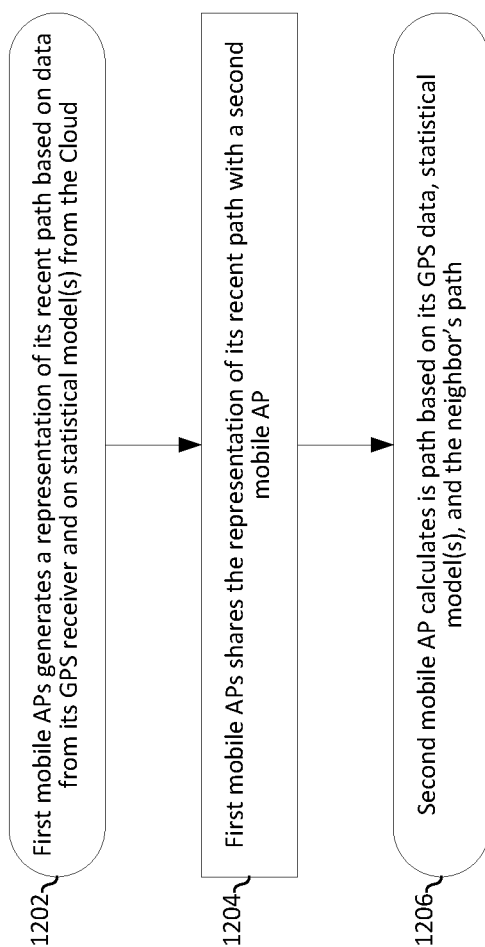 1202
First mobile APs generates a representation of its recent path based on data
from its GPS receiver and on statistical model(s) from the Cloud
1204
First mobile APs shares the representation of its recent path with a second
mobile AP
1206
Second mobile AP calculates is path based on its GPS data, statistical
model(s), and the neighbor's path